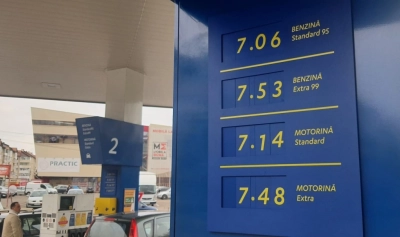 7.06 BENZINĂ
Standard 95
7.53 BENZINĂ
Extra 99
7.14 MOTORINĂ
Standard
7.48 MOTORINĂ
Extra
2
PRACTIC